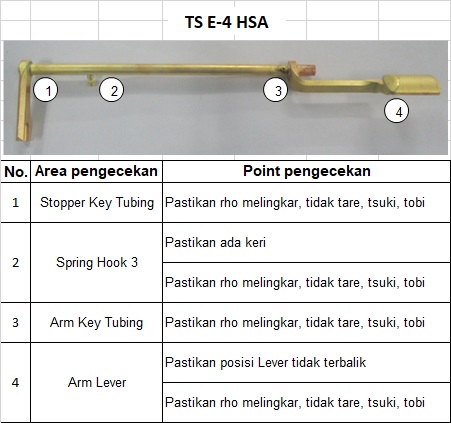 TS E-4 HSA
1
2
3
4
No. Area pengecekan Point pengecekan
1 Stopper Key Tubing Pastikan rho melingkar, tidak tare, tsuki, tobi
2 Spring Hook 3 Pastikan ada keri
Pastikan rho melingkar, tidak tare, tsuki, tobi
3 Arm Key Tubing Pastikan rho melingkar, tidak tare, tsuki, tobi
4 Arm Lever Pastikan posisi Lever tidak terbalik
Pastikan rho melingkar, tidak tare, tsuki, tobi